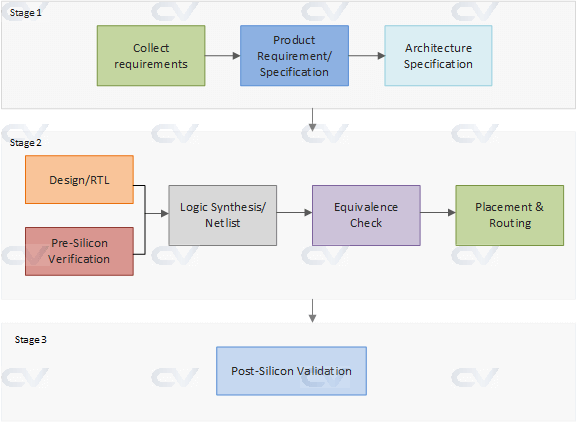 Stage 1
Collect
requirements
Product
Requirement/
Specification
Architecture
Specification
Stage 2
Design/RTL
Pre-Silicon
Verification
Logic Synthesis/
Netlist
Equivalence
Check
Placement &
Routing
Stage 3
Post-Silicon Validation